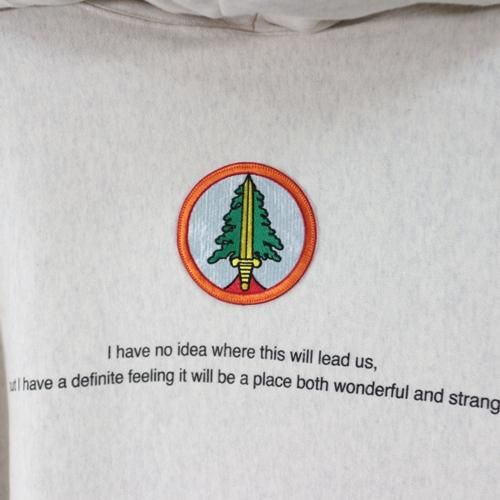 I have no idea where this will lead us,
I have a definite feeling it will be a place both wonderful and strang